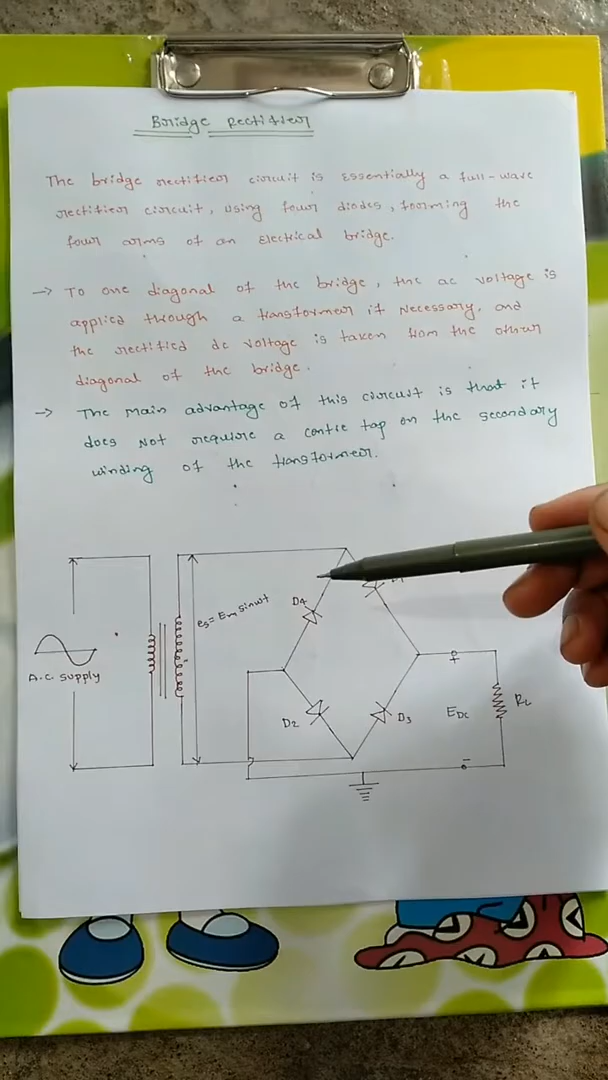 Bridge Rectifier
The bridge rectifier circuit is essentially a full-wave
rectifier circuit, using four diodes, forming the
four arms of an Electrical bridge.
→ To one diagonal of the bridge, the ac voltage is
applied through a transformer if necessary, and
the rectified dc voltage is taken from the other
diagonal of the bridge.
→ The main advantage of this circuit is that it
does not require a centre tap on the secondary
winding of the transformer.
A.C. supply
es = Em sinωt
D4
D2
D3
+
EDC
-
RL